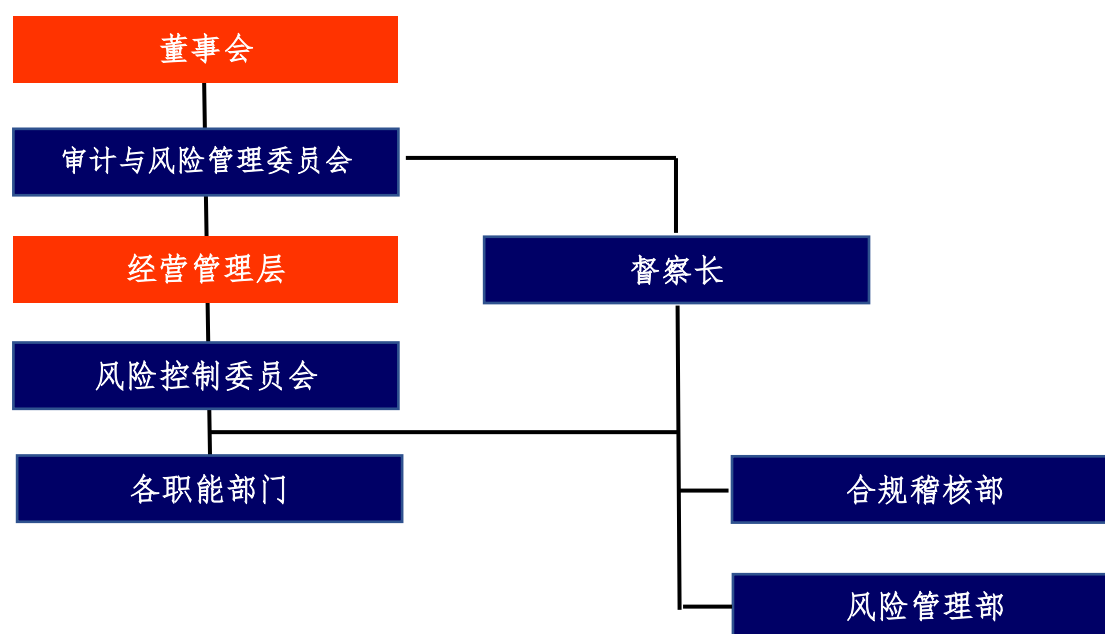 董事会
审计与风险管理委员会
经营管理层
督察长
风险控制委员会
各职能部门
合规稽核部
风险管理部